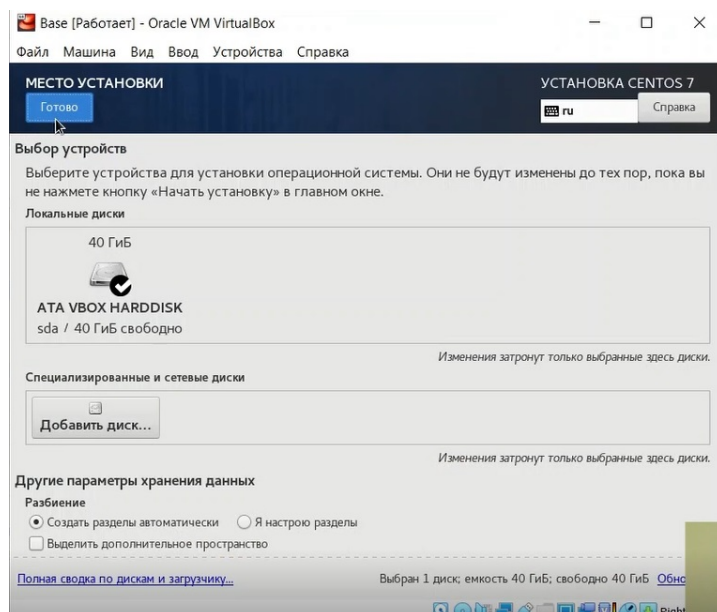 Base [Работает] - Oracle VM VirtualBox
Файл Машина Вид Ввод Устройства Справка
МЕСТО УСТАНОВКИ
УСТАНОВКА CENTOS 7
Готово
ru
Справка
Выбор устройств
Выберите устройства для установки операционной системы. Они не будут изменены до тех пор, пока вы
не нажмете кнопку «Начать установку» в главном окне.
Локальные диски
40 ГиБ
ATA VBOX HARDDISK
sda / 40 ГиБ свободно
Изменения затронут только выбранные здесь диски.
Специализированные и сетевые диски
Добавить диск...
Изменения затронут только выбранные здесь диски.
Другие параметры хранения данных
Разбиение
Создать разделы автоматически Я настрою разделы
Выделить дополнительное пространство
Полная сводка по дискам и загрузчику...
Выбран 1 диск; емкость 40 ГиБ; свободно 40 ГиБ Обно
Right